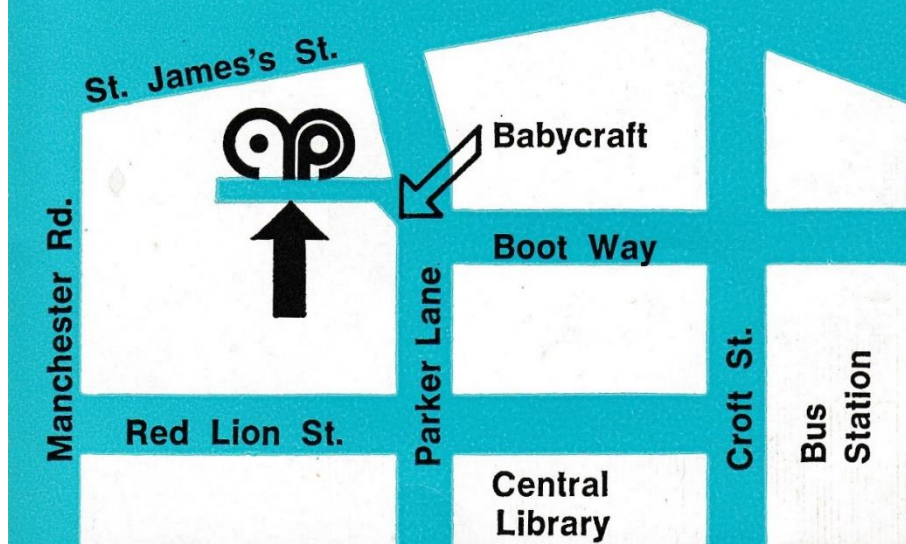 St. James's St.
ap
Babycraft
Manchester Rd.
Boot Way
Parker Lane
Croft St.
Bus
Station
Red Lion St.
Central
Library